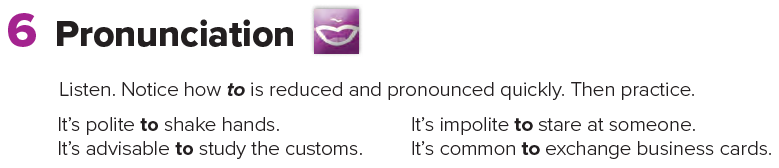 6 Pronunciation
Listen. Notice how to is reduced and pronounced quickly. Then practice.
It's polite to shake hands.
It's advisable to study the customs.
It's impolite to stare at someone.
It's common to exchange business cards.